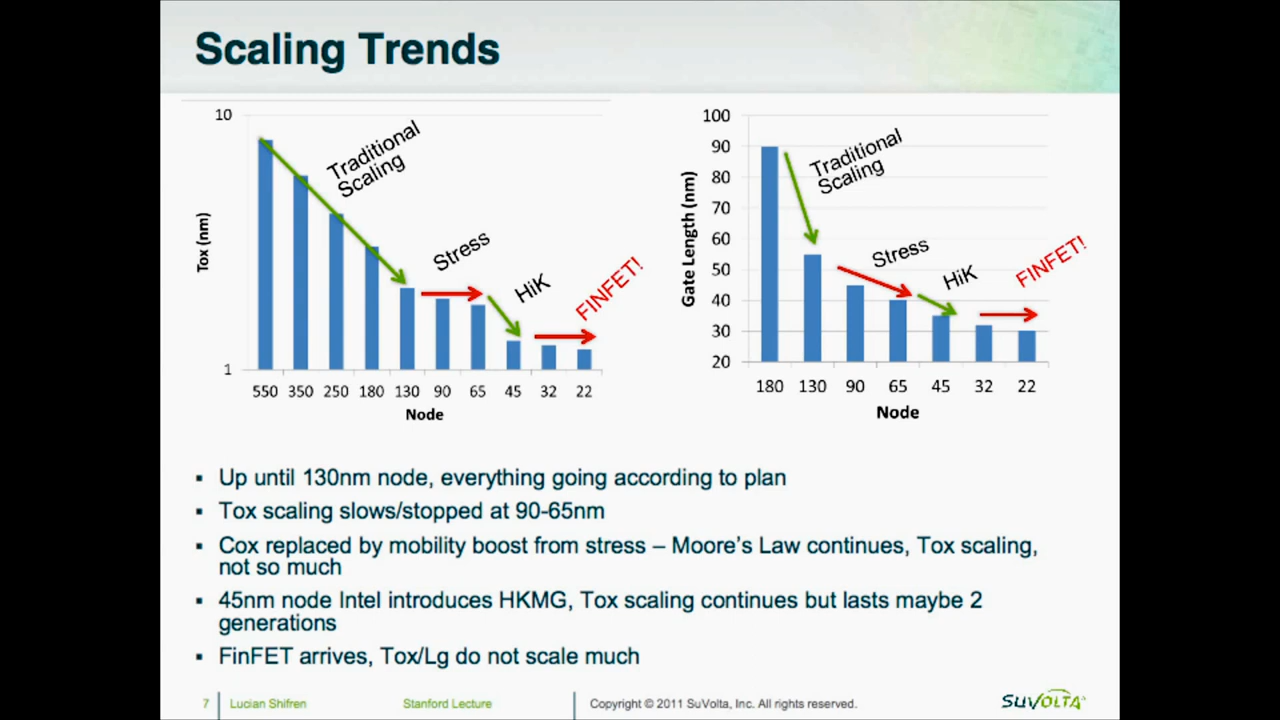 Scaling Trends
10
1
Tox (nm)
Traditional
Scaling
Stress
HiK
FINFET!
550 350 250 180 130 90 65 45 32 22
Node
100
90
80
70
60
50
40
30
20
Gate Length (nm)
Traditional
Scaling
Stress
HiK
FINFET!
180 130 90 65 45 32 22
Node
▪ Up until 130nm node, everything going according to plan
▪ Tox scaling slows/stopped at 90-65nm
▪ Cox replaced by mobility boost from stress – Moore's Law continues, Tox scaling,
not so much
▪ 45nm node Intel introduces HKMG, Tox scaling continues but lasts maybe 2
generations
▪ FinFET arrives, Tox/Lg do not scale much
7 Lucian Shifren Stanford Lecture Copyright © 2011 SuVolta, Inc. All rights reserved.
SUVOLTA